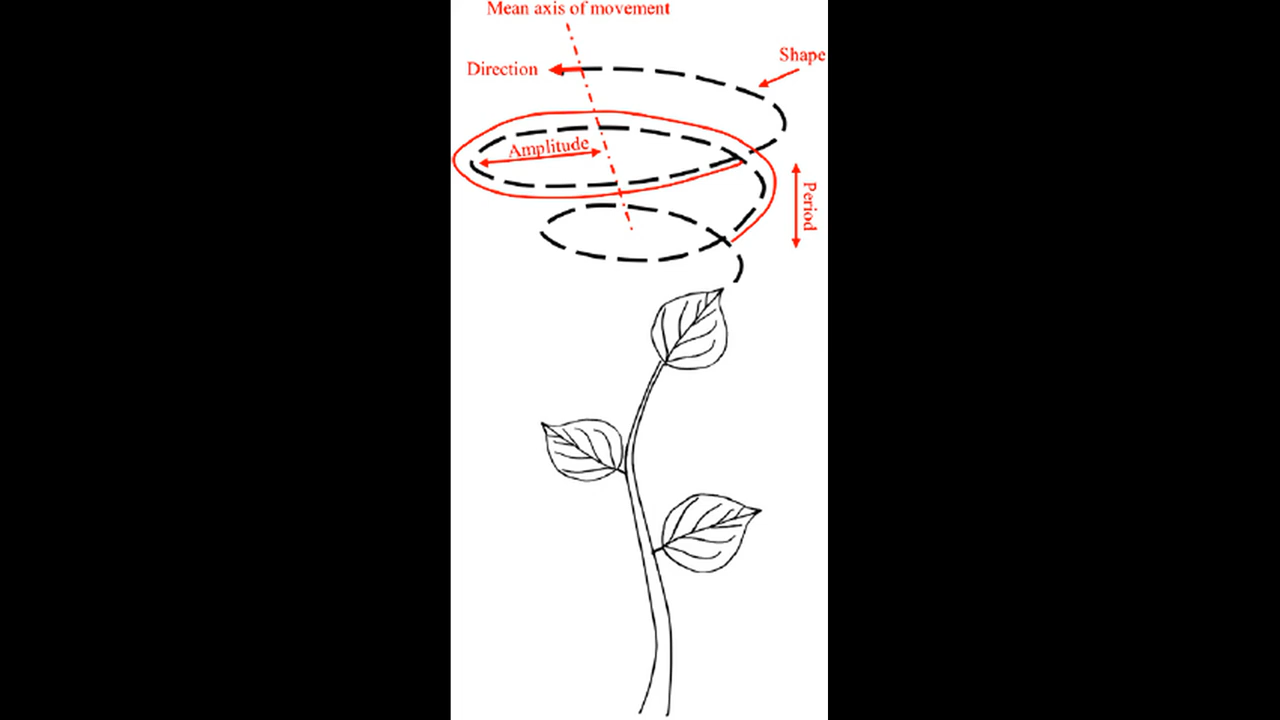 Mean axis of movement
Shape
Direction
Amplitude
Period